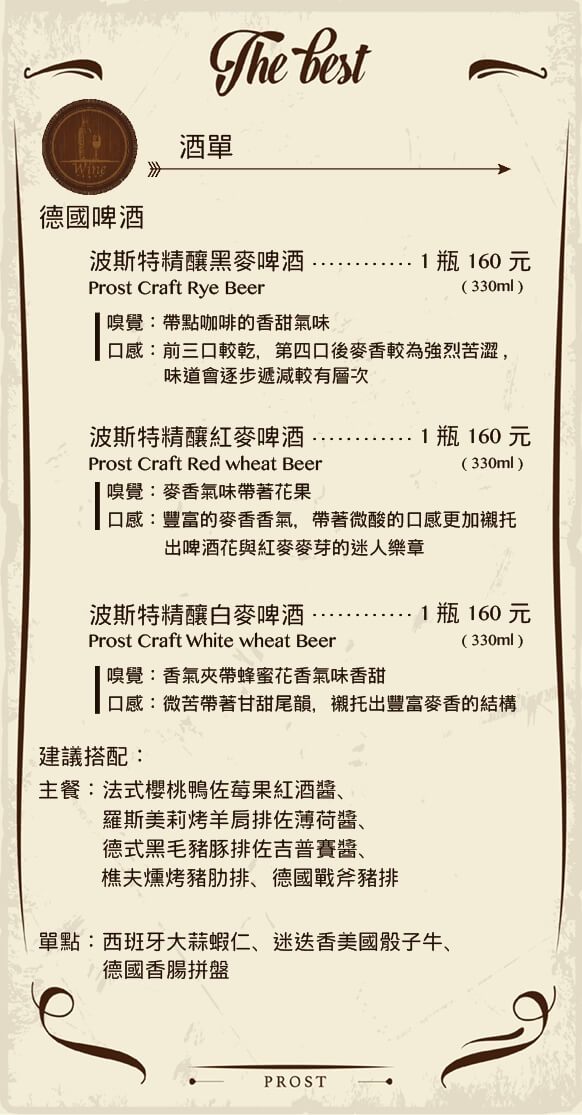 The best
Wine
酒單
德國啤酒
波斯特精釀黑麥啤酒 ············ 1 瓶 160 元
Prost Craft Rye Beer （330ml）
嗅覺：帶點咖啡的香甜氣味
口感：前三口較乾，第四口後麥香較為強烈苦澀，
味道會逐步遞減較有層次
波斯特精釀紅麥啤酒 ············ 1 瓶 160 元
Prost Craft Red wheat Beer （330ml）
嗅覺：麥香氣味帶著花果
口感：豐富的麥香香氣，帶著微酸的口感更加襯托
出啤酒花與紅麥麥芽的迷人樂章
波斯特精釀白麥啤酒 ············ 1 瓶 160 元
Prost Craft White wheat Beer （330ml）
嗅覺：香氣夾帶蜂蜜花香氣味香甜
口感：微苦帶著甘甜尾韻，襯托出豐富麥香的結構
建議搭配：
主餐：法式櫻桃鴨佐莓果紅酒醬、
羅斯美莉烤羊肩排佐薄荷醬、
德式黑毛豬豚排佐吉普賽醬、
樵夫燻烤豬肋排、德國戰斧豬排
單點：西班牙大蒜蝦仁、迷迭香美國骰子牛、
德國香腸拼盤
PROST